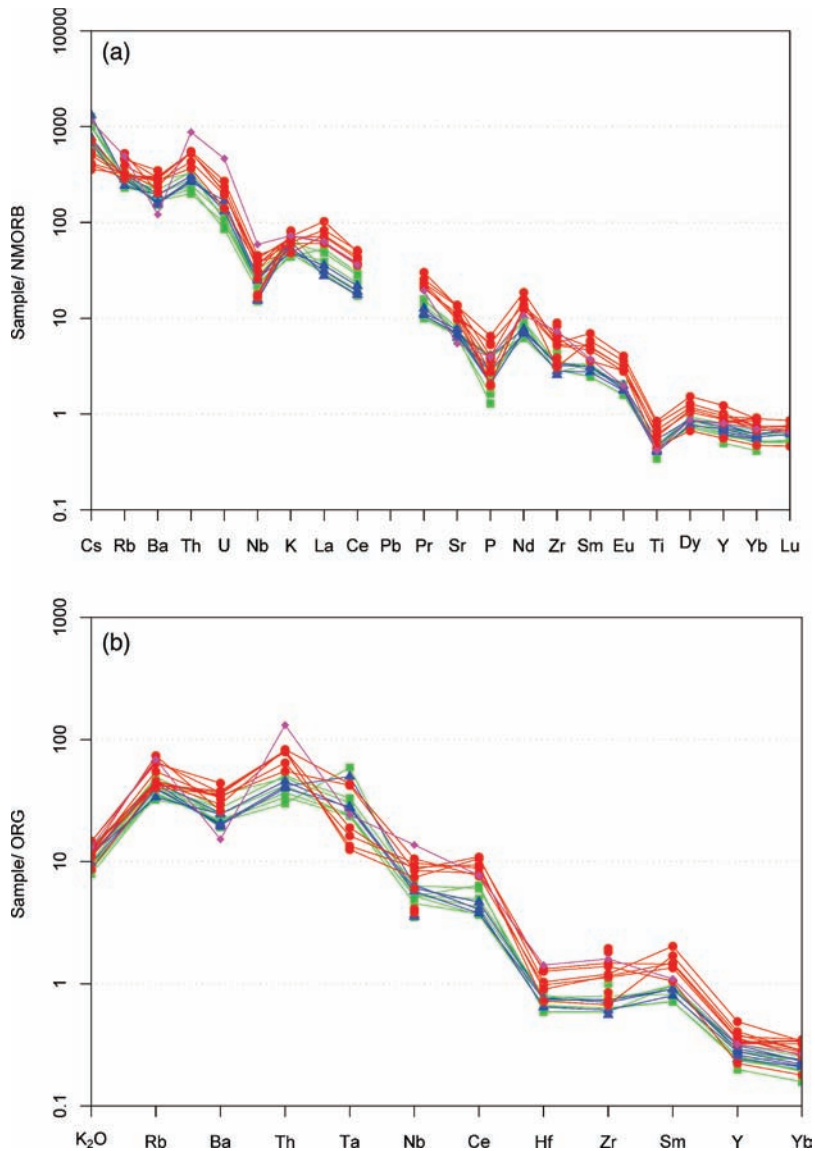 (a)
10000
1000
100
10
1
0.1
Sample/ NMORB
Cs Rb Ba Th U Nb K La Ce Pb Pr Sr P Nd Zr Sm Eu Ti Dy Y Yb Lu
(b)
1000
100
10
1
0.1
Sample/ ORG
K₂O Rb Ba Th Ta Nb Ce Hf Zr Sm Y Yb